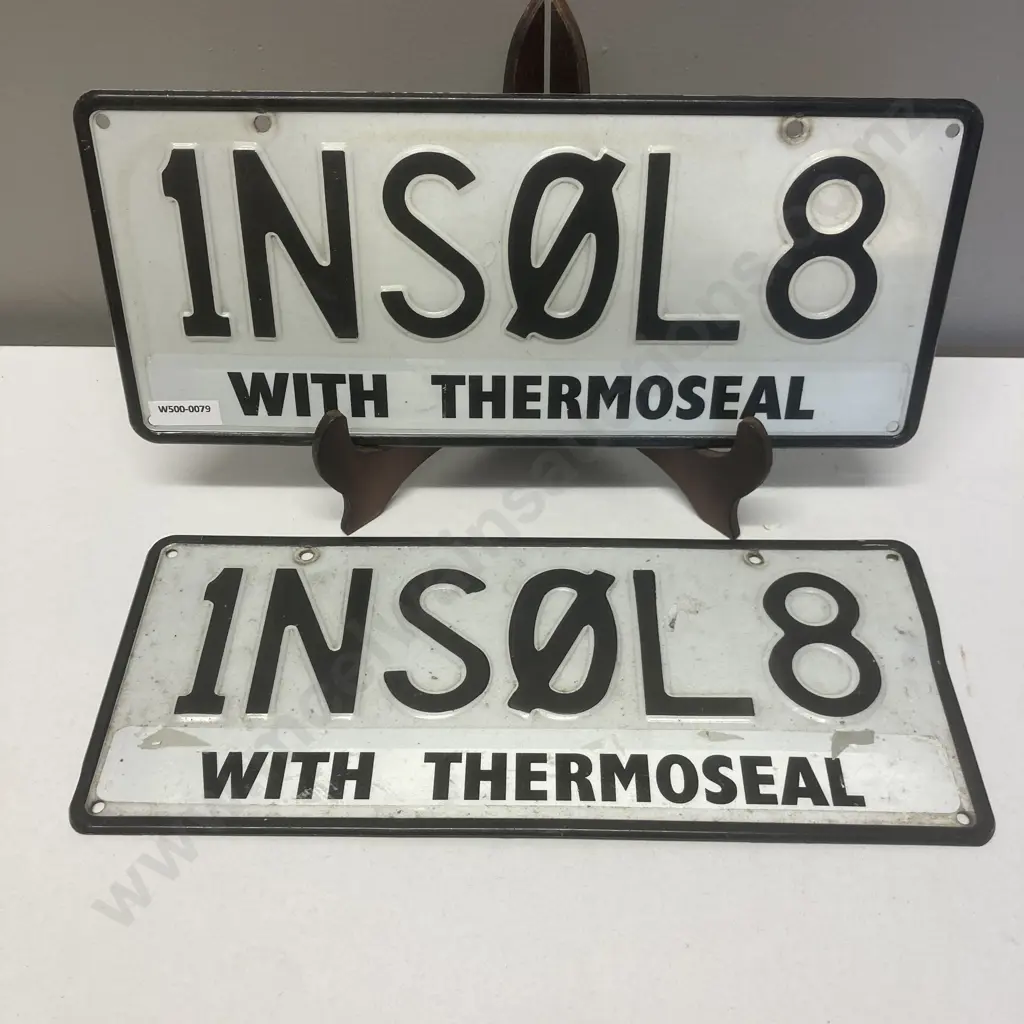 1NSØL8
W500-0079
WITH THERMOSEAL
1NSØL8
WITH THERMOSEAL